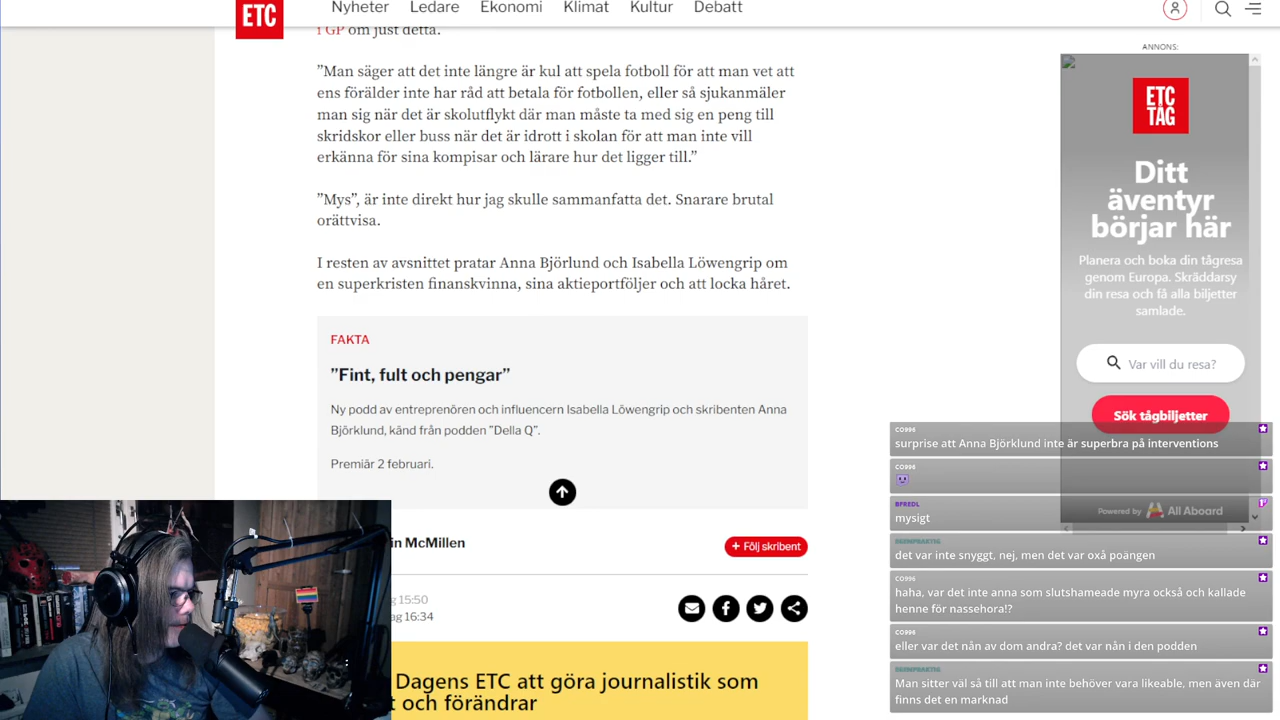 ETC
Nyheter Ledare Ekonomi Klimat Kultur Debatt
i GP om just detta.
”Man säger att det inte längre är kul att spela fotboll för att man vet att
ens förälder inte har råd att betala för fotbollen, eller så sjukanmäler
man sig när det är skolutflykt där man måste ta med sig en peng till
skridskor eller buss när det är idrott i skolan för att man inte vill
erkänna för sina kompisar och lärare hur det ligger till.”
”Mys”, är inte direkt hur jag skulle sammanfatta det. Snarare brutal
orättvisa.
I resten av avsnittet pratar Anna Björlund och Isabella Löwengrip om
en superkristen finanskvinna, sina aktieportföljer och att locka håret.
FAKTA
”Fint, fult och pengar”
Ny podd av entreprenören och influencern Isabella Löwengrip och skribenten Anna
Björklund, känd från podden ”Della Q”.
Premiär 2 februari.
in McMillen
+ Följ skribent
g 15:50
ag 16:34
Dagens ETC att göra journalistik som
t och förändrar
ANNONS:
ETC
TAG
Ditt
äventyr
börjar här
Planera och boka din tågresa
genom Europa. Skräddarsy
din resa och få alla biljetter
samlade.
Var vill du resa?
Sök tågbiljetter
Powered by All Aboard
CO996
surprise att Anna Björklund inte är superbra på interventions
CO996
BFREDL
mysigt
det var inte snyggt, nej, men det var oxå poängen
CO996
haha, var det inte anna som slutshameade myra också och kallade
henne för nassehora!?
CO996
eller var det nån av dom andra? det var nån i den podden
Man sitter väl så till att man inte behöver vara likeable, men även där
finns det en marknad